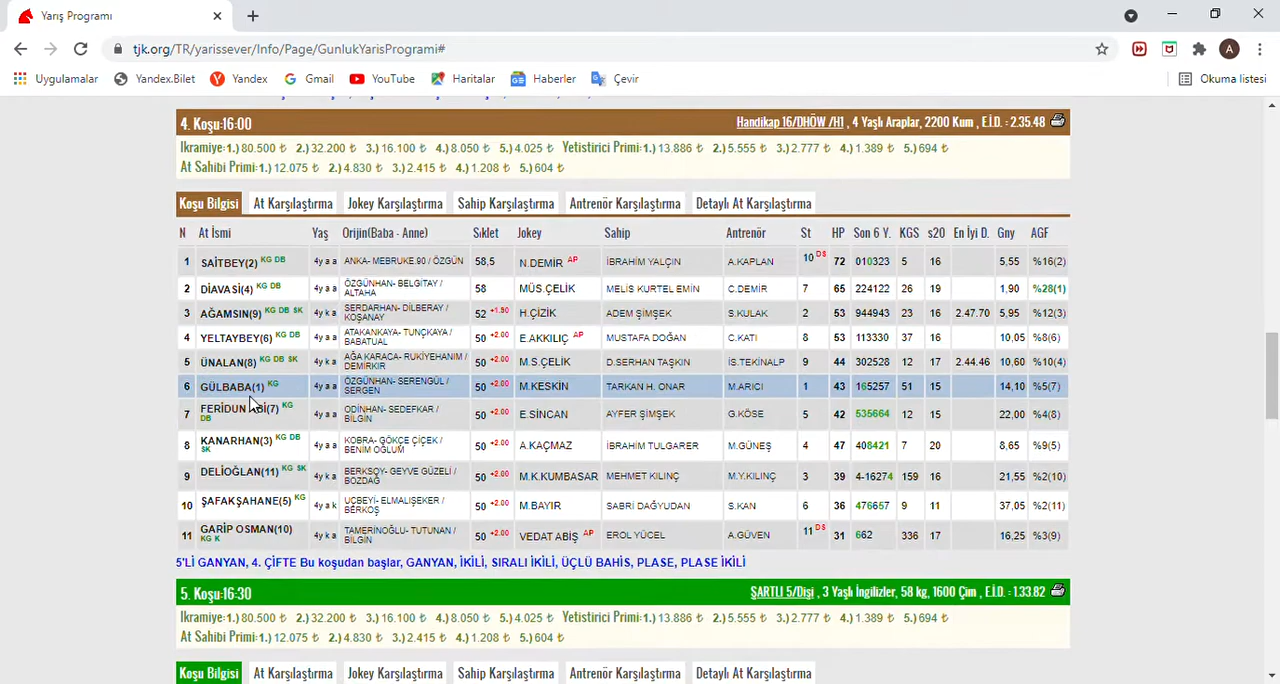 Yarış Programı
tjk.org/TR/yarissever/Info/Page/GunlukYarisProgrami#
A
Uygulamalar Yandex.Bilet Yandex Gmail YouTube Haritalar Haberler Çevir Okuma listesi
4. Koşu:16:00 Handikap 16/DHÖW /H1 , 4 Yaşlı Araplar, 2200 Kum , E.İ.D. : 2.35.48
Ikramiye:1.) 80.500 ₺ 2.) 32.200 ₺ 3.) 16.100 ₺ 4.) 8.050 ₺ 5.) 4.025 ₺ Yetistirici Primi:1.) 13.886 ₺ 2.) 5.555 ₺ 3.) 2.777 ₺ 4.) 1.389 ₺ 5.) 694 ₺
At Sahibi Primi:1.) 12.075 ₺ 2.) 4.830 ₺ 3.) 2.415 ₺ 4.) 1.208 ₺ 5.) 604 ₺
Koşu Bilgisi At Karşılaştırma Jokey Karşılaştırma Sahip Karşılaştırma Antrenör Karşılaştırma Detaylı At Karşılaştırma
N At İsmi Yaş Orijin(Baba - Anne) Sıklet Jokey Sahip Antrenör St HP Son 6 Y. KGS s20 En İyi D. Gny AGF
1 SAİTBEY(2) KG DB 4y a a ANKA- MEBRUKE.90 / ÖZGÜN 58,5 N.DEMİR AP İBRAHİM YALÇIN A.KAPLAN 10 DS 72 010323 5 16 5,55 %16(2)
2 DİAVASİ(4) KG DB 4y a a ÖZGÜNHAN- BELGİTAY / ALTAHA 58 MÜS.ÇELİK MELİS KURTEL EMİN C.DEMİR 7 65 224122 26 19 1,90 %28(1)
3 AĞAMSIN(9) KG DB SK 4y k a SERDARHAN- DİLBERAY / KOŞANAY 52 +1.50 H.ÇİZİK ADEM ŞİMŞEK S.KULAK 2 53 944943 23 16 2.47.70 5,95 %12(3)
4 YELTAYBEY(6) KG DB 4y a a ATAKANKAYA- TUNÇKAYA / BABATUAL 50 +2.00 E.AKKILIÇ AP MUSTAFA DOĞAN C.KATI 8 53 113330 37 16 10,05 %8(6)
5 ÜNALAN(8) KG DB SK 4y k a AĞA KARACA- RUKİYEHANIM / DEMİRKIR 50 +2.00 M.S.ÇELİK D.SERHAN TAŞKIN İS.TEKİNALP 9 44 302528 12 17 2.44.46 10,60 %10(4)
6 GÜLBABA(1) KG 4y a a ÖZGÜNHAN- SERENGÜL / SERGEN 50 +2.00 M.KESKİN TARKAN H. ONAR M.ARICI 1 43 165257 51 15 14,10 %5(7)
7 FERİDUN ABİ(7) KG DB 4y a a ODİNHAN- SEDEFKAR / BİLGİN 50 +2.00 E.SİNCAN AYFER ŞİMŞEK G.KÖSE 5 42 535664 12 15 22,00 %4(8)
8 KANARHAN(3) KG DB SK 4y a a KOBRA- GÖKÇE ÇİÇEK / BENİM OĞLUM 50 +2.00 A.KAÇMAZ İBRAHİM TULGARER M.GÜNEŞ 4 47 408421 7 20 8,65 %9(5)
9 DELİOĞLAN(11) KG SK 4y k a BERKSOY- GEYVE GÜZELİ / BOZDAĞ 50 +2.00 M.K.KUMBASAR MEHMET KILINÇ M.Y.KILINÇ 3 39 4-16274 159 16 21,55 %2(10)
10 ŞAFAKŞAHANE(5) KG 4y a k UÇBEYİ- ELMALIŞEKER / BERKOŞ 50 +2.00 M.BAYIR SABRİ DAĞYUDAN S.KAN 6 36 476657 9 11 37,05 %2(11)
11 GARİP OSMAN(10) KG K 4y k a TAMERİNOĞLU- TUTUNAN / BİLGİN 50 +2.00 VEDAT ABİŞ AP EROL YÜCEL A.GÜVEN 11 DS 31 662 336 17 16,25 %3(9)
5'Lİ GANYAN, 4. ÇİFTE Bu koşudan başlar, GANYAN, İKİLİ, SIRALI İKİLİ, ÜÇLÜ BAHİS, PLASE, PLASE İKİLİ
5. Koşu:16:30 ŞARTLI 5/Dişi , 3 Yaşlı İngilizler, 58 kg, 1600 Çim , E.İ.D. : 1.33.82
Ikramiye:1.) 80.500 ₺ 2.) 32.200 ₺ 3.) 16.100 ₺ 4.) 8.050 ₺ 5.) 4.025 ₺ Yetistirici Primi:1.) 13.886 ₺ 2.) 5.555 ₺ 3.) 2.777 ₺ 4.) 1.389 ₺ 5.) 694 ₺
At Sahibi Primi:1.) 12.075 ₺ 2.) 4.830 ₺ 3.) 2.415 ₺ 4.) 1.208 ₺ 5.) 604 ₺
Koşu Bilgisi At Karşılaştırma Jokey Karşılaştırma Sahip Karşılaştırma Antrenör Karşılaştırma Detaylı At Karşılaştırma